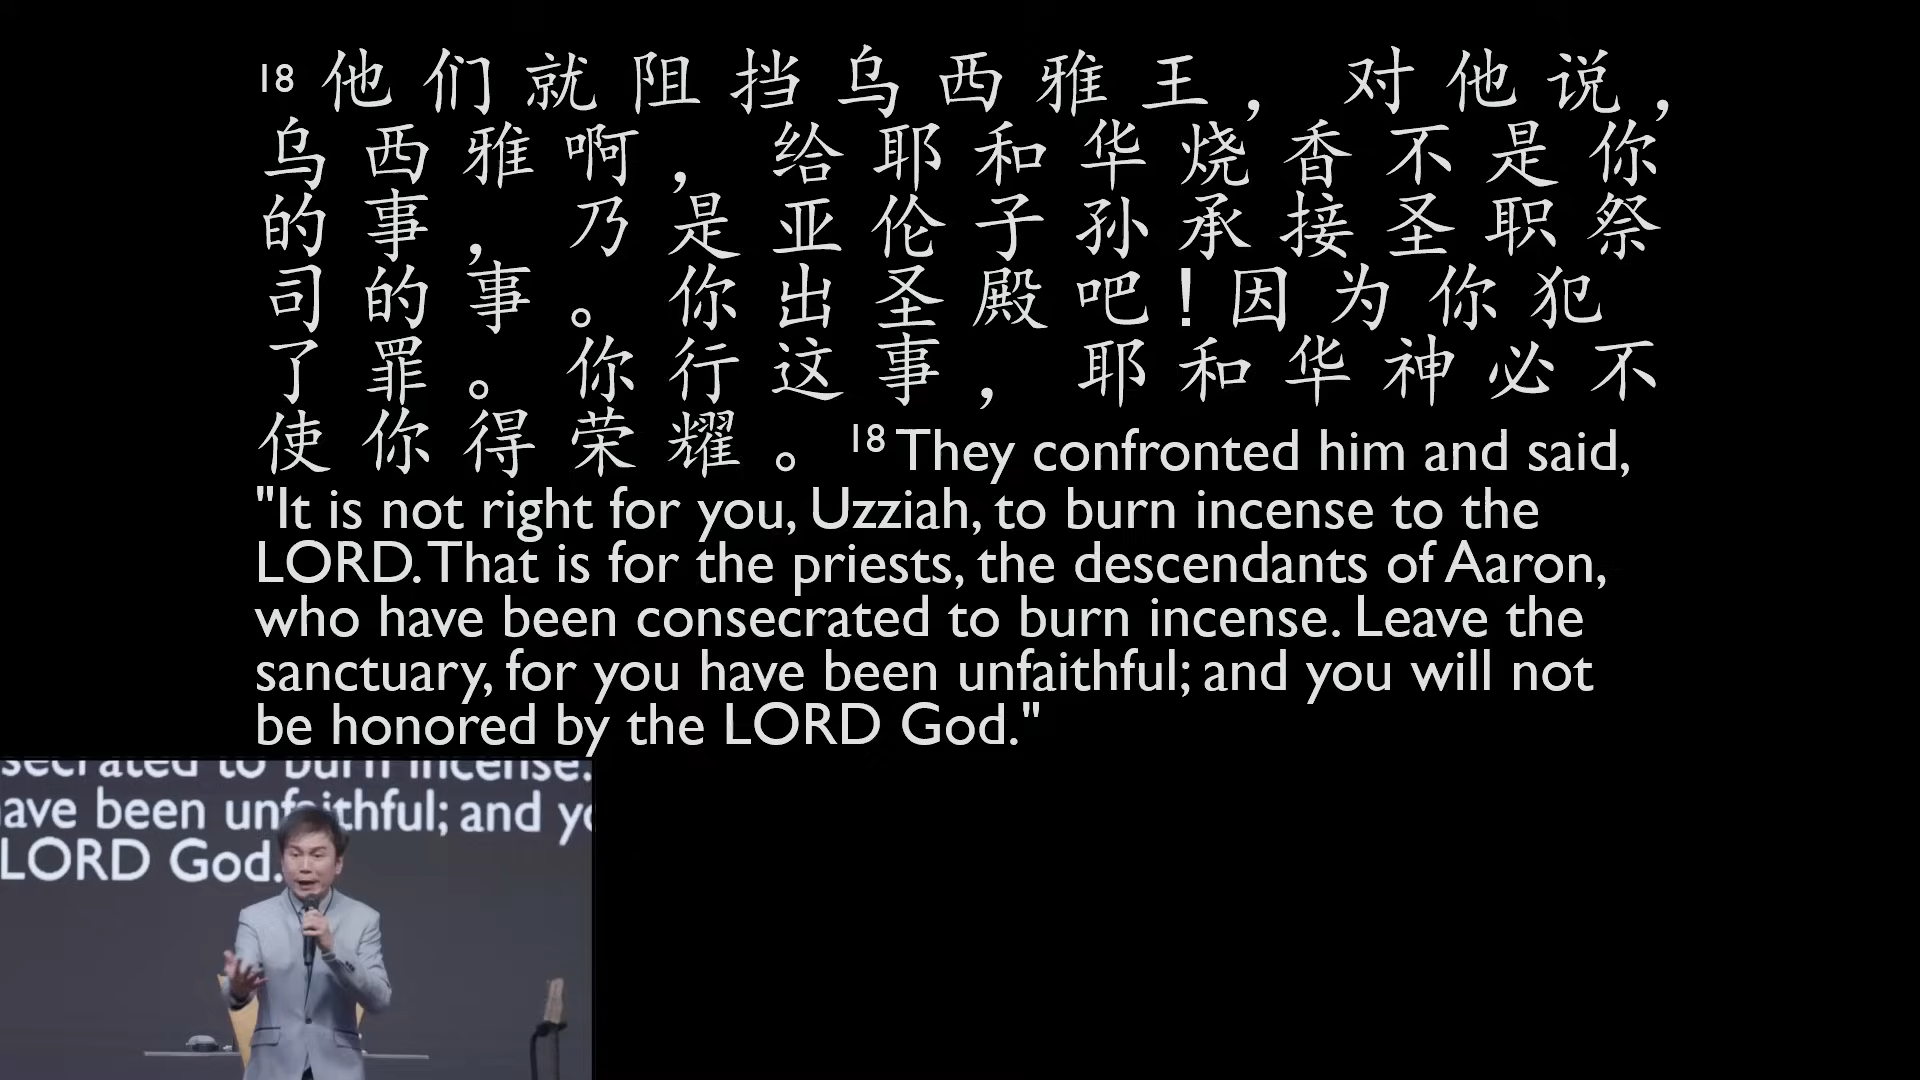 18 他们就阻挡乌西雅王，对他说，
乌西雅啊，给耶和华烧香不是你
的事，乃是亚伦子孙承接圣职祭
司的事。你出圣殿吧！因为你犯
了罪。你行这事，耶和华神必不
使你得荣耀。 18 They confronted him and said,
"It is not right for you, Uzziah, to burn incense to the
LORD. That is for the priests, the descendants of Aaron,
who have been consecrated to burn incense. Leave the
sanctuary, for you have been unfaithful; and you will not
be honored by the LORD God."
secrated to burn incense.
ave been unfaithful; and yo
LORD God.